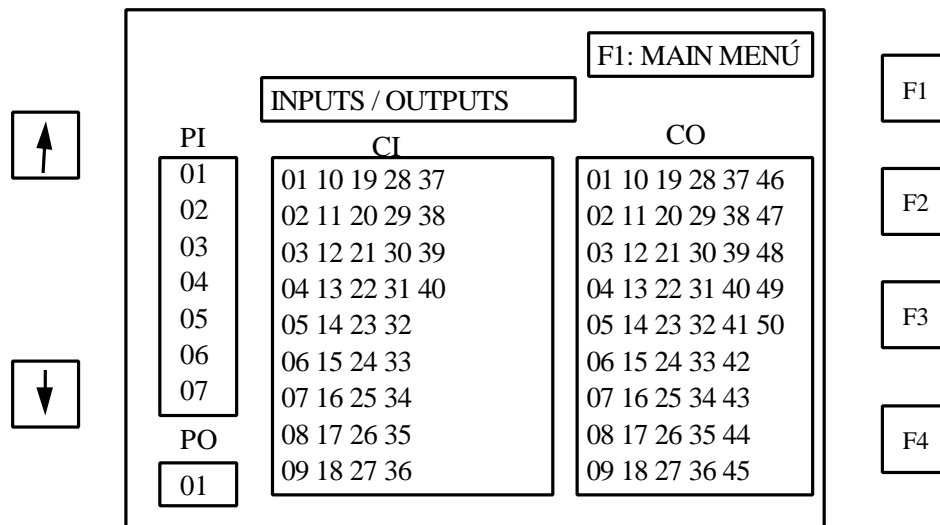 F1: MAIN MENÚ
INPUTS / OUTPUTS
PI
01
02
03
04
05
06
07
PO
01
CI
01 10 19 28 37
02 11 20 29 38
03 12 21 30 39
04 13 22 31 40
05 14 23 32
06 15 24 33
07 16 25 34
08 17 26 35
09 18 27 36
CO
01 10 19 28 37 46
02 11 20 29 38 47
03 12 21 30 39 48
04 13 22 31 40 49
05 14 23 32 41 50
06 15 24 33 42
07 16 25 34 43
08 17 26 35 44
09 18 27 36 45
F1
F2
F3
F4